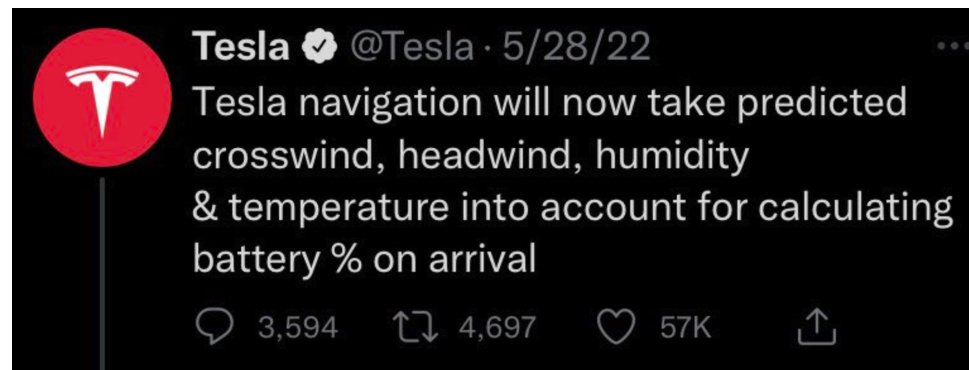 Tesla @Tesla · 5/28/22
Tesla navigation will now take predicted
crosswind, headwind, humidity
& temperature into account for calculating
battery % on arrival
3,594 4,697 57K